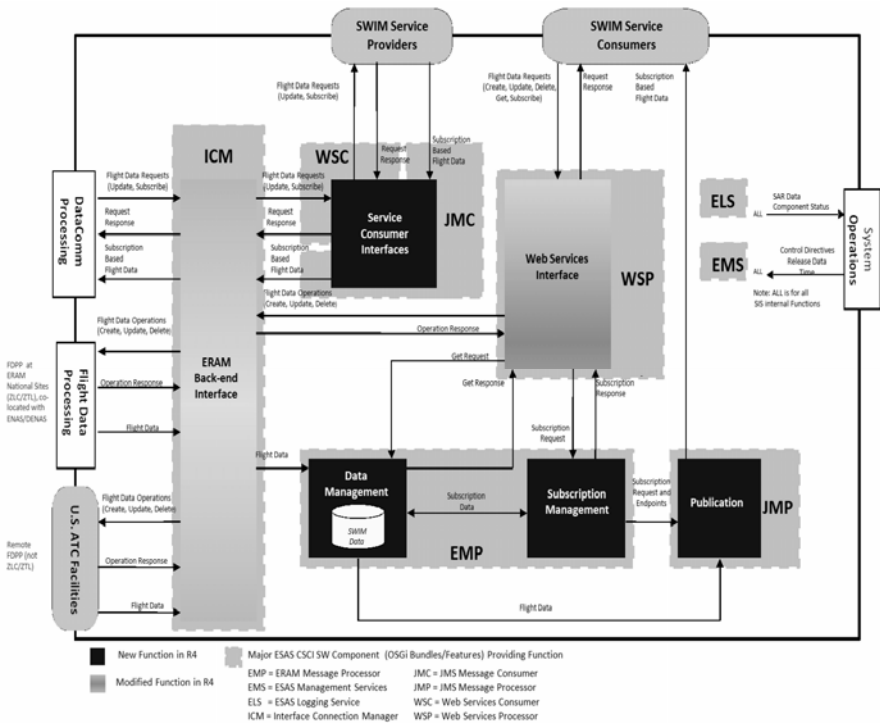 SWIM Service
Providers
SWIM Service
Consumers
Flight Data Requests
(Update, Subscribe)
Request
Response
Subscription
Based
Flight Data
Flight Data Requests
(Create, Update, Delete,
Get, Subscribe)
Request
Response
Subscription
Based
Flight Data
ICM
WSC
JMC
WSP
DataComm
Processing
Flight Data Requests
(Update, Subscribe)
Request
Response
Subscription
Based
Flight Data
Flight Data Requests
(Update, Subscribe)
Request
Response
Subscription
Based
Flight Data
Service
Consumer
Interfaces
Web Services
Interface
ELS
ALL
SAR Data
Component Status
EMS
ALL
Control Directives
Release Data
Time
Note: ALL is for all
SIS internal Functions
System
Operations
Flight Data Operations
(Create, Update, Delete)
Operation Response
Get Request
Get Response
FDPP at
ERAM
National Sites
(ZLC/ZTL), co-
located with
ENAS/DENAS
Flight Data
Processing
Flight Data Operations
(Create, Update, Delete)
Operation Response
Flight Data
ERAM
Back-end
Interface
Subscription
Request
Subscription
Response
Flight Data
Data
Management
SWIM
Data
Subscription
Data
EMP
Subscription
Management
Subscription
Request and
Endpoints
Publication
JMP
Remote
FDPP (not
ZLC/ZTL)
U.S. ATC Facilities
Flight Data Operations
(Create, Update, Delete)
Operation Response
Flight Data
Flight Data
New Function in R4
Modified Function in R4
Major ESAS CSCI SW Component (OSGi Bundles/Features) Providing Function
EMP = ERAM Message Processor
EMS = ESAS Management Services
ELS = ESAS Logging Service
ICM = Interface Connection Manager
JMC = JMS Message Consumer
JMP = JMS Message Processor
WSC = Web Services Consumer
WSP = Web Services Processor